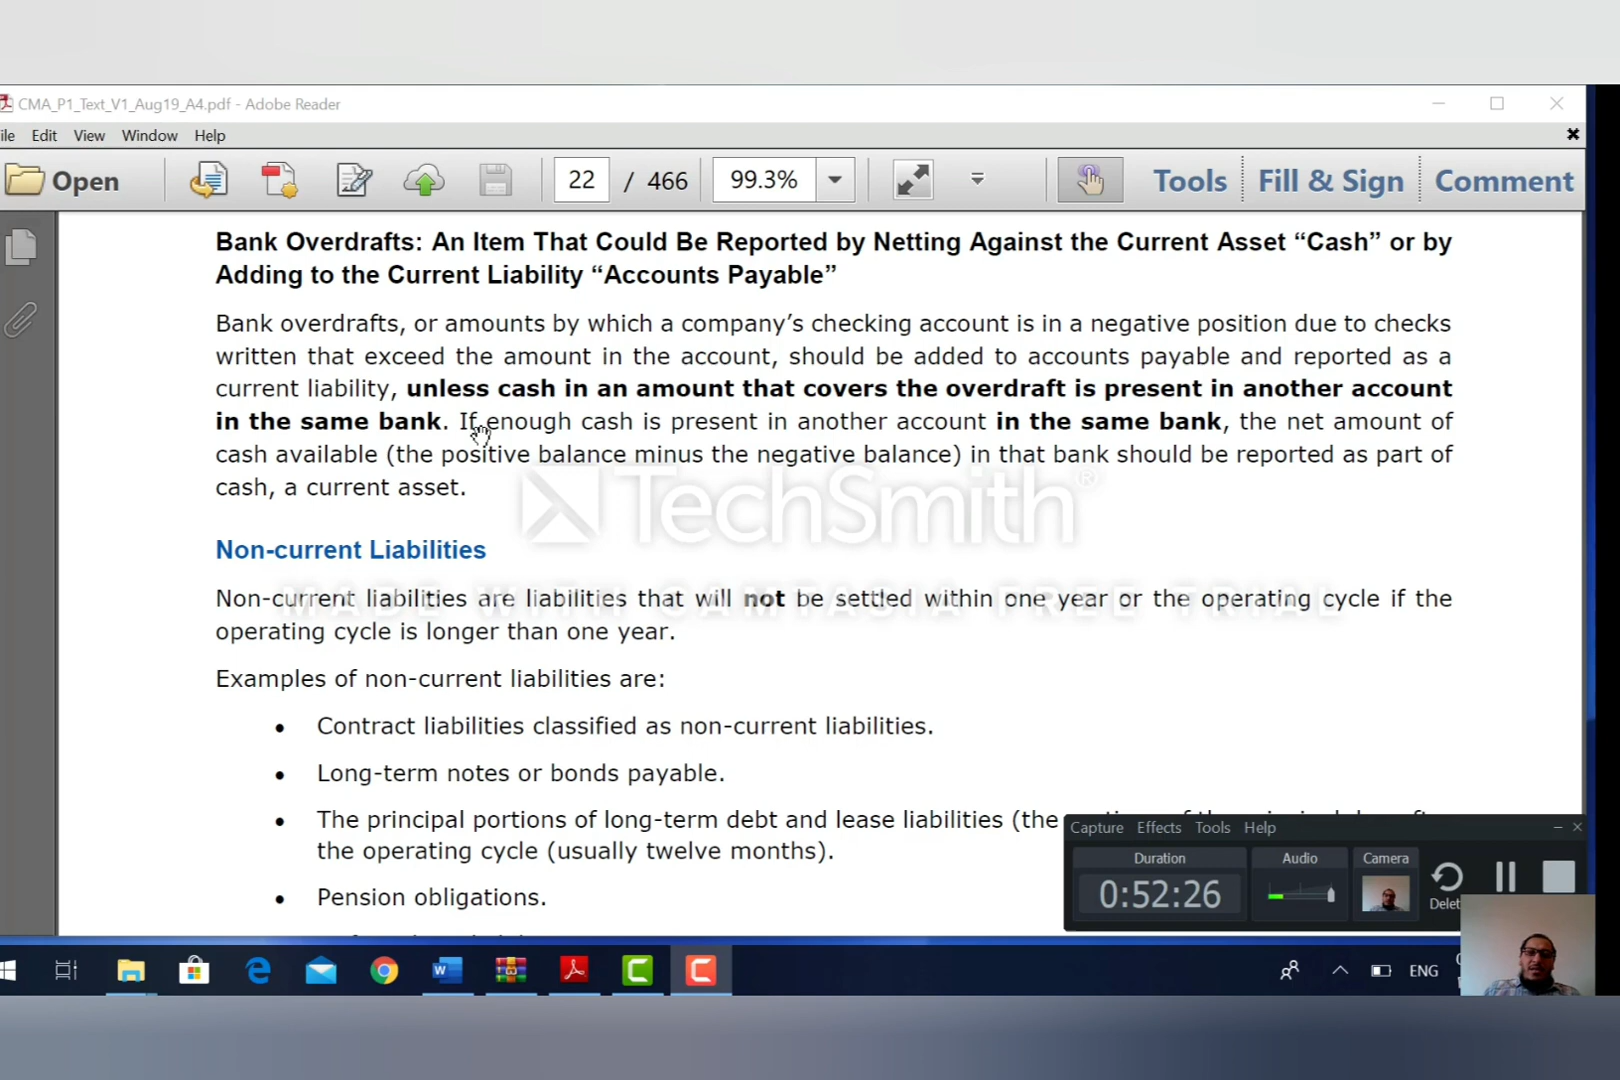 CMA_P1_Text_V1_Aug19_A4.pdf - Adobe Reader
ile Edit View Window Help
Open
22 / 466
99.3%
Tools
Fill & Sign
Comment
Bank Overdrafts: An Item That Could Be Reported by Netting Against the Current Asset “Cash” or by
Adding to the Current Liability “Accounts Payable”
Bank overdrafts, or amounts by which a company’s checking account is in a negative position due to checks
written that exceed the amount in the account, should be added to accounts payable and reported as a
current liability, unless cash in an amount that covers the overdraft is present in another account
in the same bank. If enough cash is present in another account in the same bank, the net amount of
cash available (the positive balance minus the negative balance) in that bank should be reported as part of
cash, a current asset.
TechSmith®
Non-current Liabilities
MADE WITH CAMTASIA FREE TRIAL
Non-current liabilities are liabilities that will not be settled within one year or the operating cycle if the
operating cycle is longer than one year.
Examples of non-current liabilities are:
• Contract liabilities classified as non-current liabilities.
• Long-term notes or bonds payable.
• The principal portions of long-term debt and lease liabilities (the
the operating cycle (usually twelve months).
• Pension obligations.
Capture Effects Tools Help
Duration
Audio
Camera
0:52:26
Delet
ENG